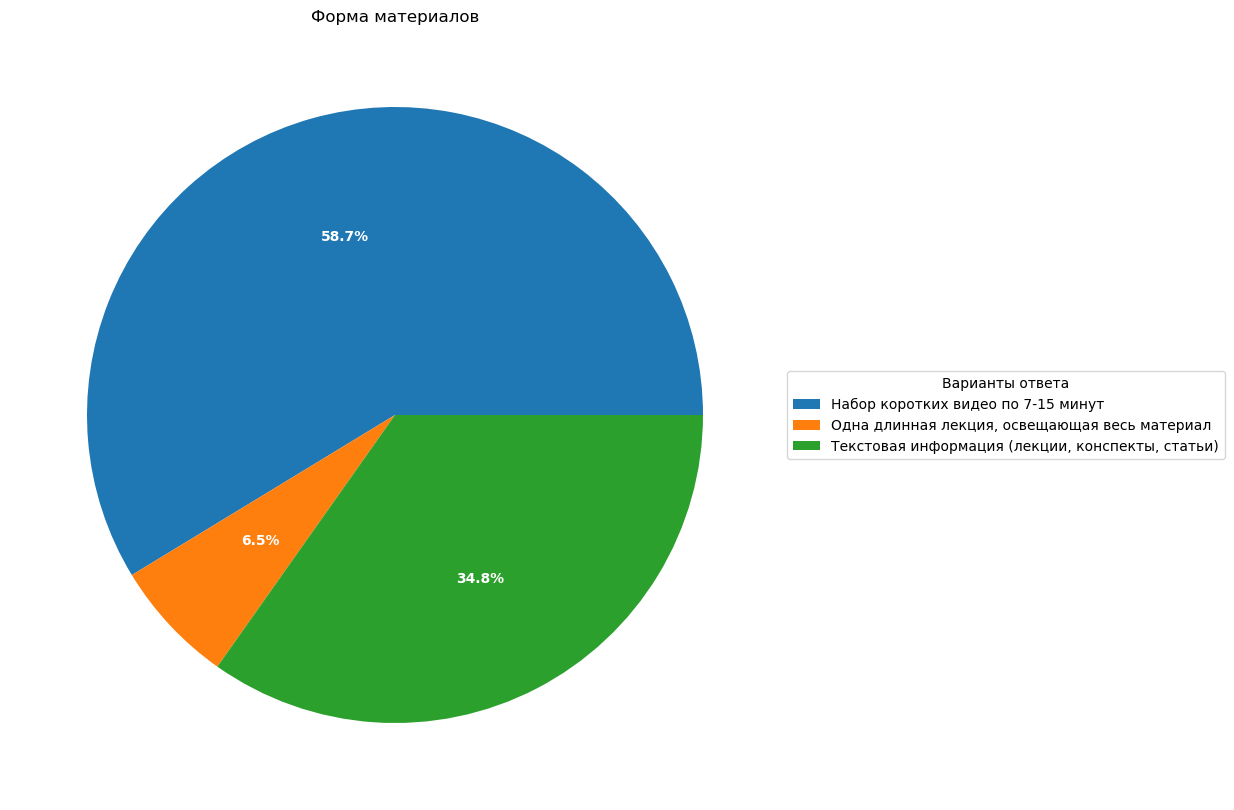 Форма материалов
58.7%
6.5%
34.8%
Варианты ответа
Набор коротких видео по 7-15 минут
Одна длинная лекция, освещающая весь материал
Текстовая информация (лекции, конспекты, статьи)